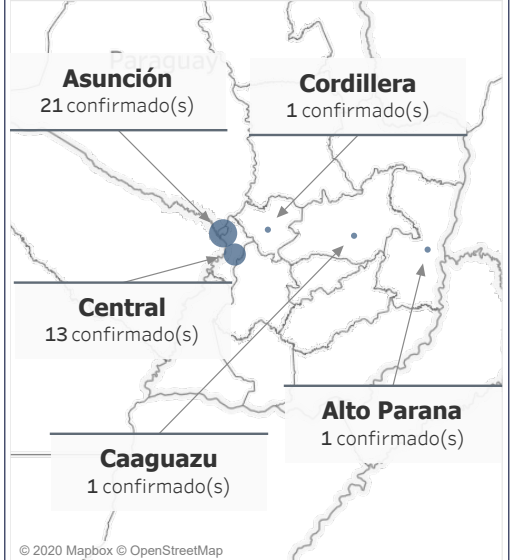 Paraguay
Asunción
21 confirmado(s)
Cordillera
1 confirmado(s)
Central
13 confirmado(s)
Alto Parana
1 confirmado(s)
Caaguazu
1 confirmado(s)
© 2020 Mapbox © OpenStreetMap